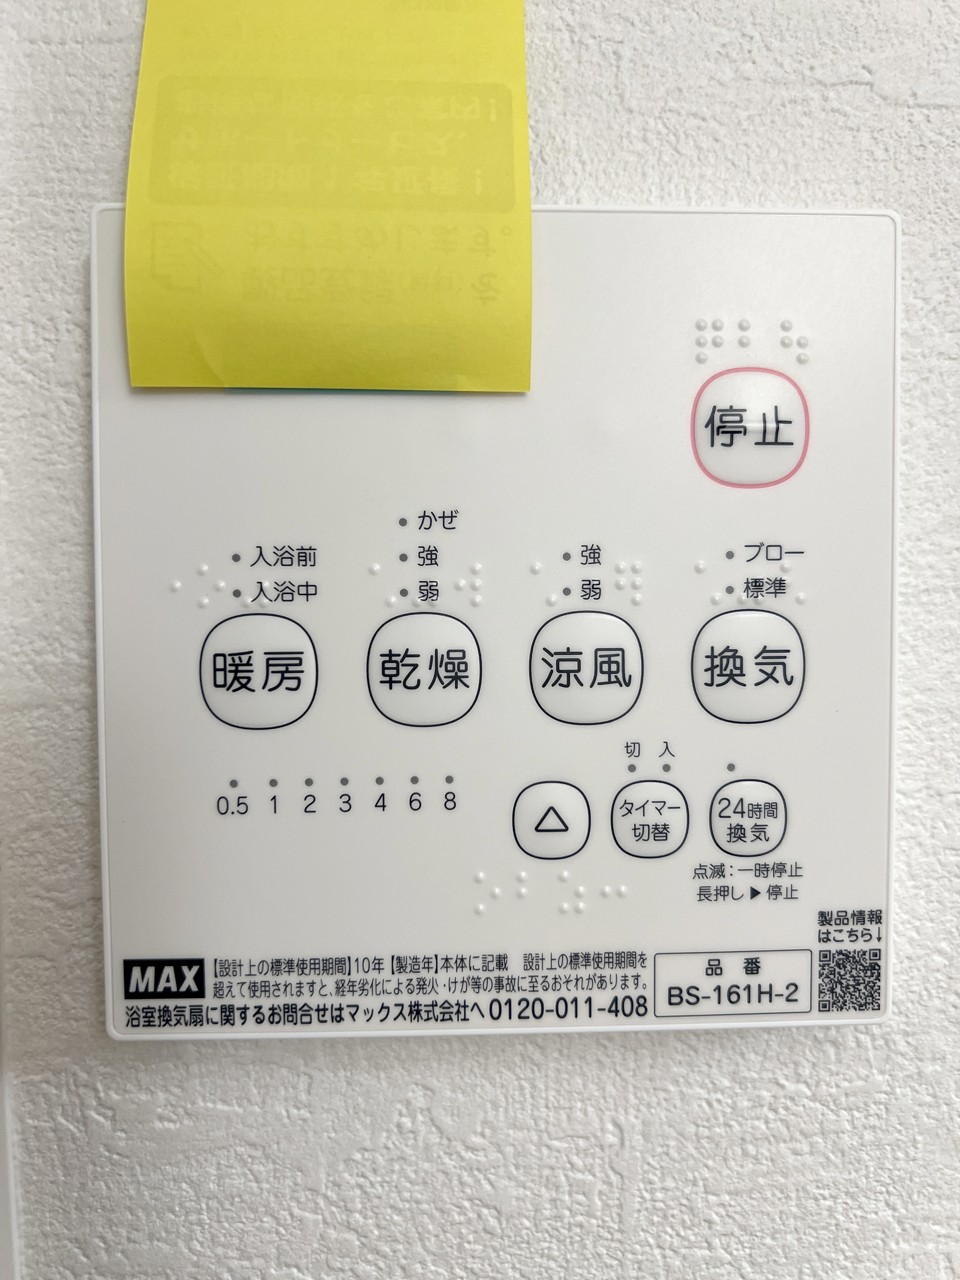 停止
かぜ
入浴前
強
強
ブロー
入浴中
弱
弱
標準
暖房
乾燥
涼風
換気
切 入
0.5 1 2 3 4 6 8
△
タイマー
切替
24時間
換気
点滅：一時停止
長押し▶停止
製品情報
はこちら↓
MAX
【設計上の標準使用期間】10年【製造年】本体に記載 設計上の標準使用期間を
超えて使用されますと、経年劣化による発火・けが等の事故に至るおそれがあります。
浴室換気扇に関するお問合せはマックス株式会社へ 0120-011-408
品番
BS-161H-2